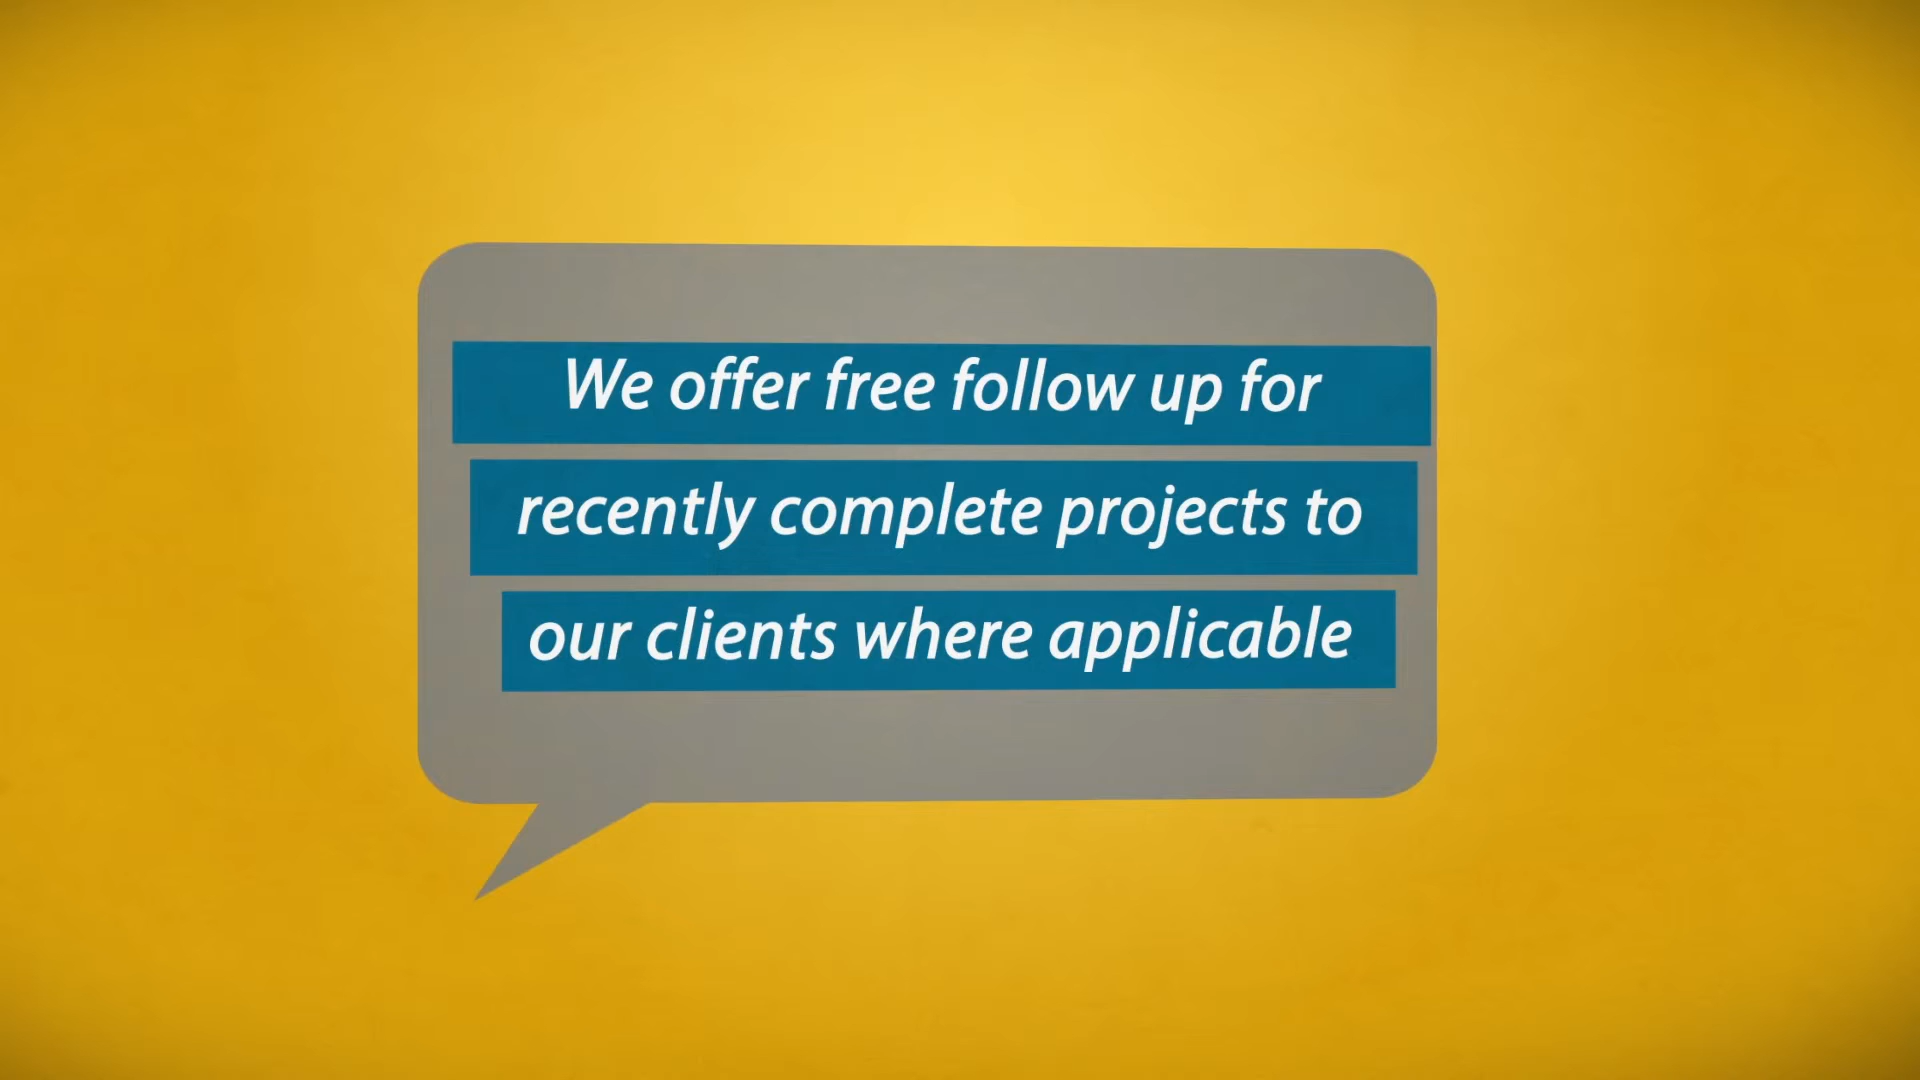 We offer free follow up for
recently complete projects to
our clients where applicable